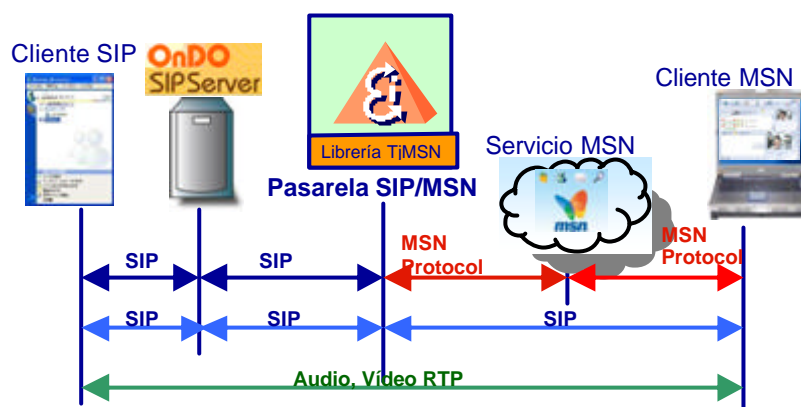 Cliente SIP
OnDO
SIPServer
Librería TjMSN
Pasarela SIP/MSN
Servicio MSN
msn
Cliente MSN
SIP
SIP
MSN
Protocol
MSN
Protocol
SIP
SIP
SIP
Audio, Vídeo RTP